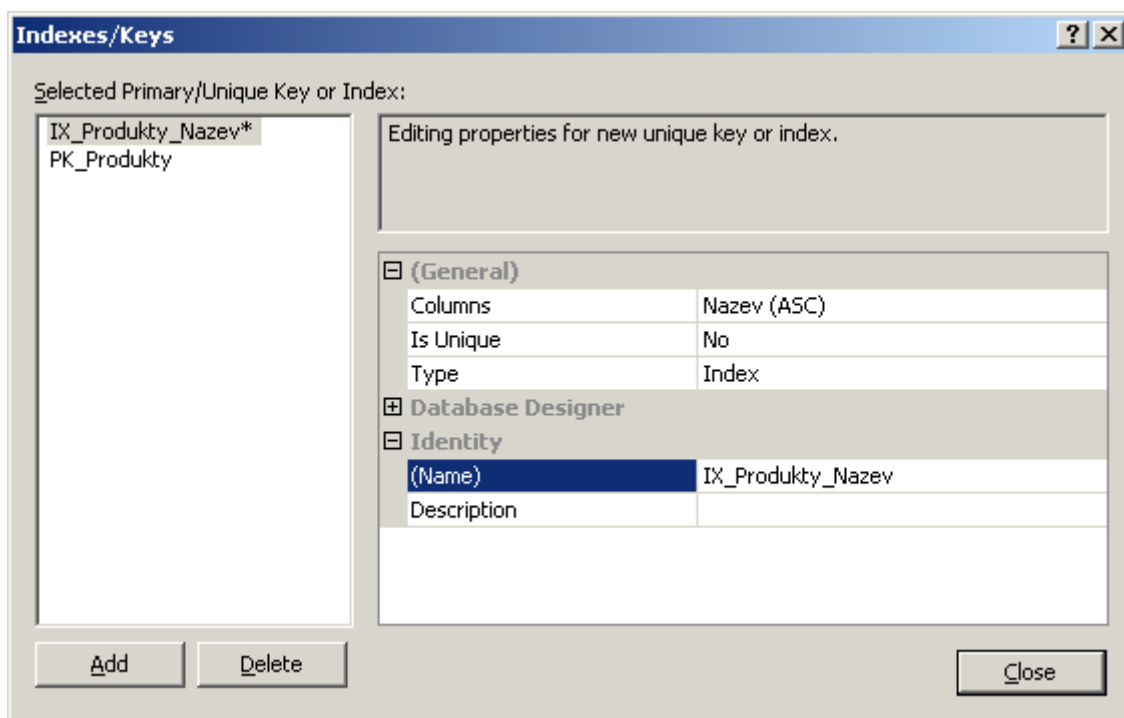 Indexes/Keys
Selected Primary/Unique Key or Index:
IX_Produkty_Nazev*
PK_Produkty
Editing properties for new unique key or index.
(General)
Columns Nazev (ASC)
Is Unique No
Type Index
Database Designer
Identity
(Name) IX_Produkty_Nazev
Description
Add Delete
Close